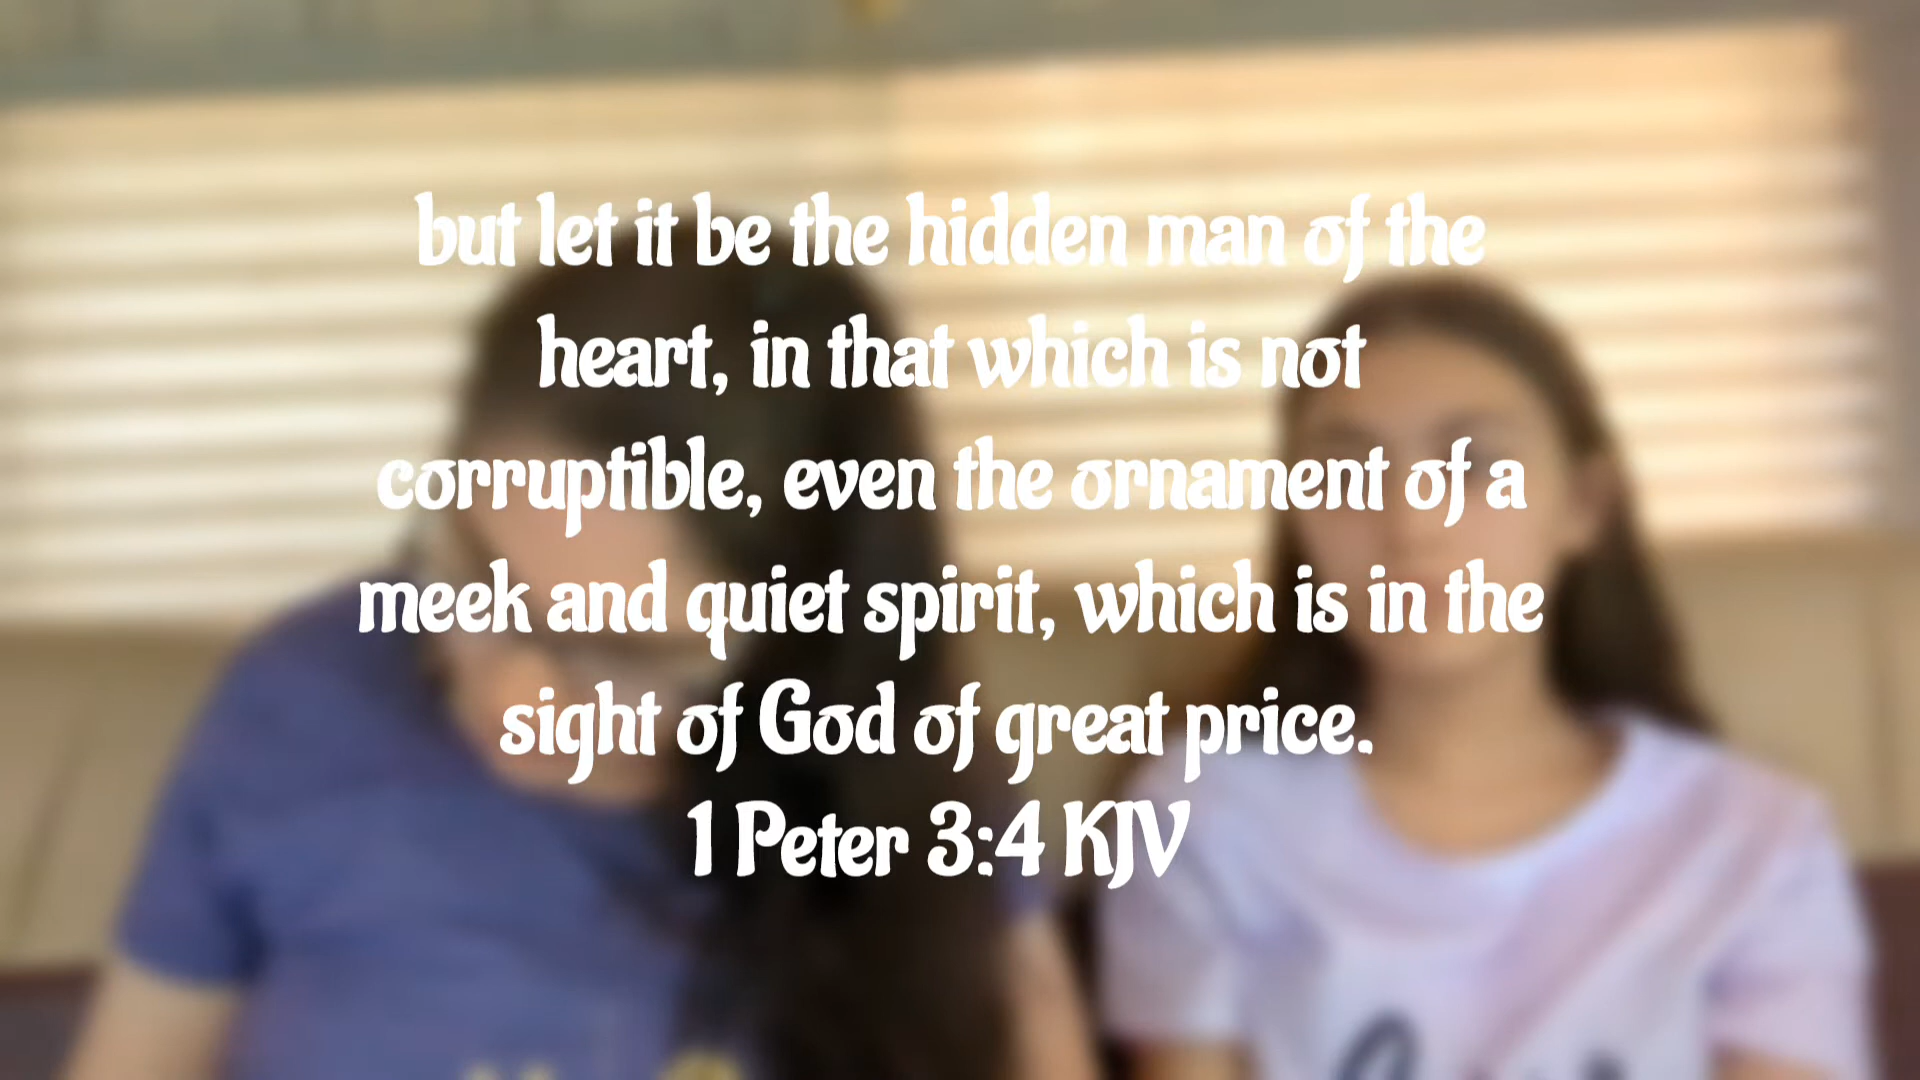 but let it be the hidden man of the
heart, in that which is not
corruptible, even the ornament of a
meek and quiet spirit, which is in the
sight of God of great price.
1 Peter 3:4 KJV